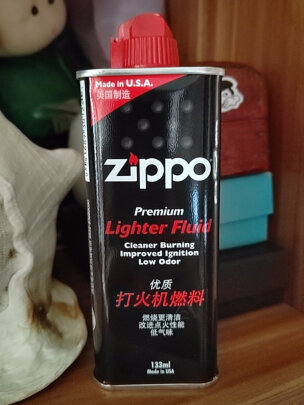 Made in U.S.A.
美国制造
zippo
Premium
Lighter Fluid
Cleaner Burning
Improved Ignition
Low Odor
优质
打火机燃料
燃烧更清洁
改进点火性能
低气味
133ml
Made in USA